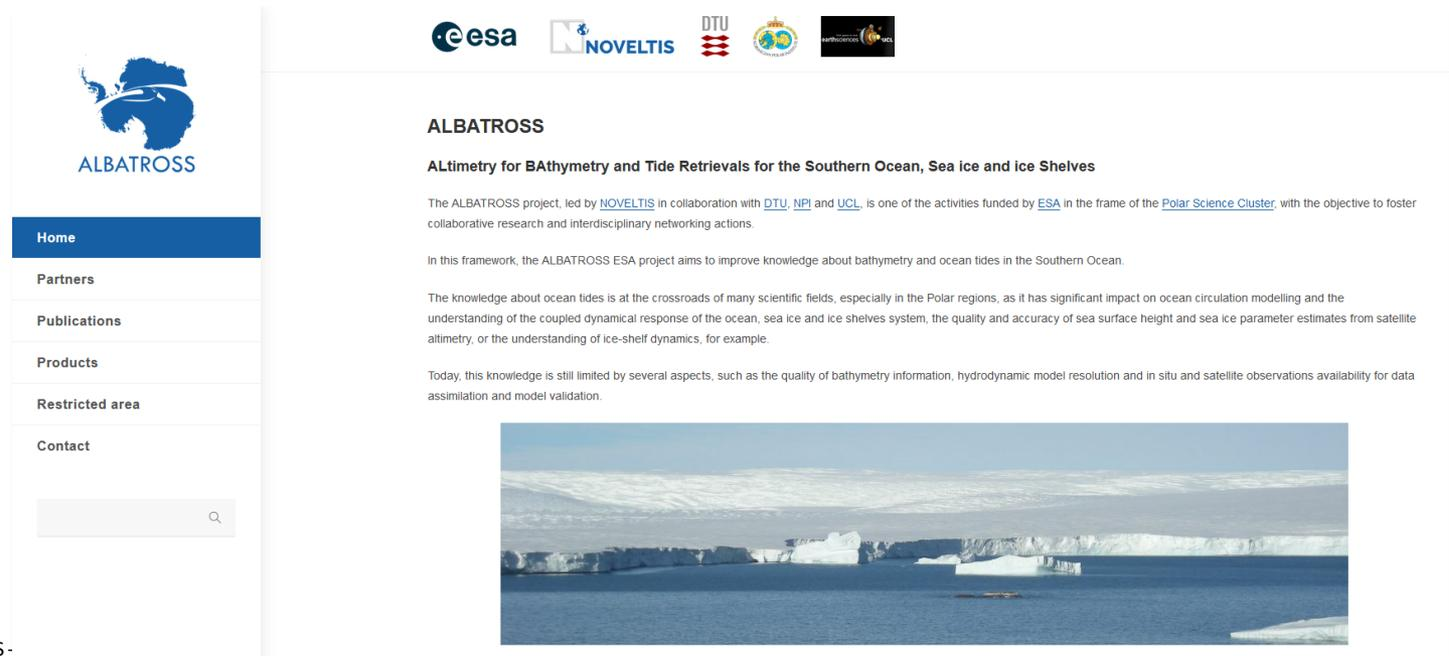 esa
NOVELTIS
DTU
earthsciences UCL
ALBATROSS
Home
Partners
Publications
Products
Restricted area
Contact
ALBATROSS
ALtimetry for BAthymetry and Tide Retrievals for the Southern Ocean, Sea ice and ice Shelves
The ALBATROSS project, led by NOVELTIS in collaboration with DTU, NPI and UCL, is one of the activities funded by ESA in the frame of the Polar Science Cluster, with the objective to foster
collaborative research and interdisciplinary networking actions.
In this framework, the ALBATROSS ESA project aims to improve knowledge about bathymetry and ocean tides in the Southern Ocean.
The knowledge about ocean tides is at the crossroads of many scientific fields, especially in the Polar regions, as it has significant impact on ocean circulation modelling and the
understanding of the coupled dynamical response of the ocean, sea ice and ice shelves system, the quality and accuracy of sea surface height and sea ice parameter estimates from satellite
altimetry, or the understanding of ice-shelf dynamics, for example.
Today, this knowledge is still limited by several aspects, such as the quality of bathymetry information, hydrodynamic model resolution and in situ and satellite observations availability for data
assimilation and model validation.